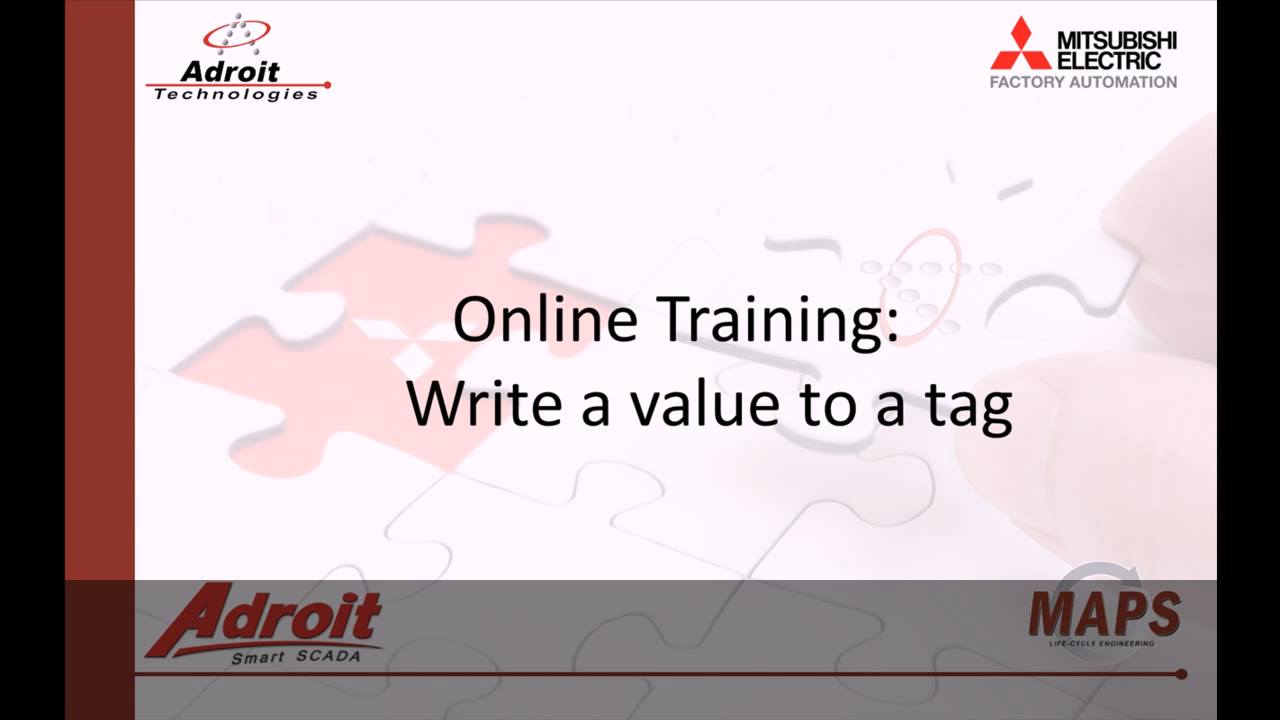 Adroit
Technologies
MITSUBISHI
ELECTRIC
FACTORY AUTOMATION
Online Training:
Write a value to a tag
Adroit
Smart SCADA
MAPS
LIFE-CYCLE ENGINEERING